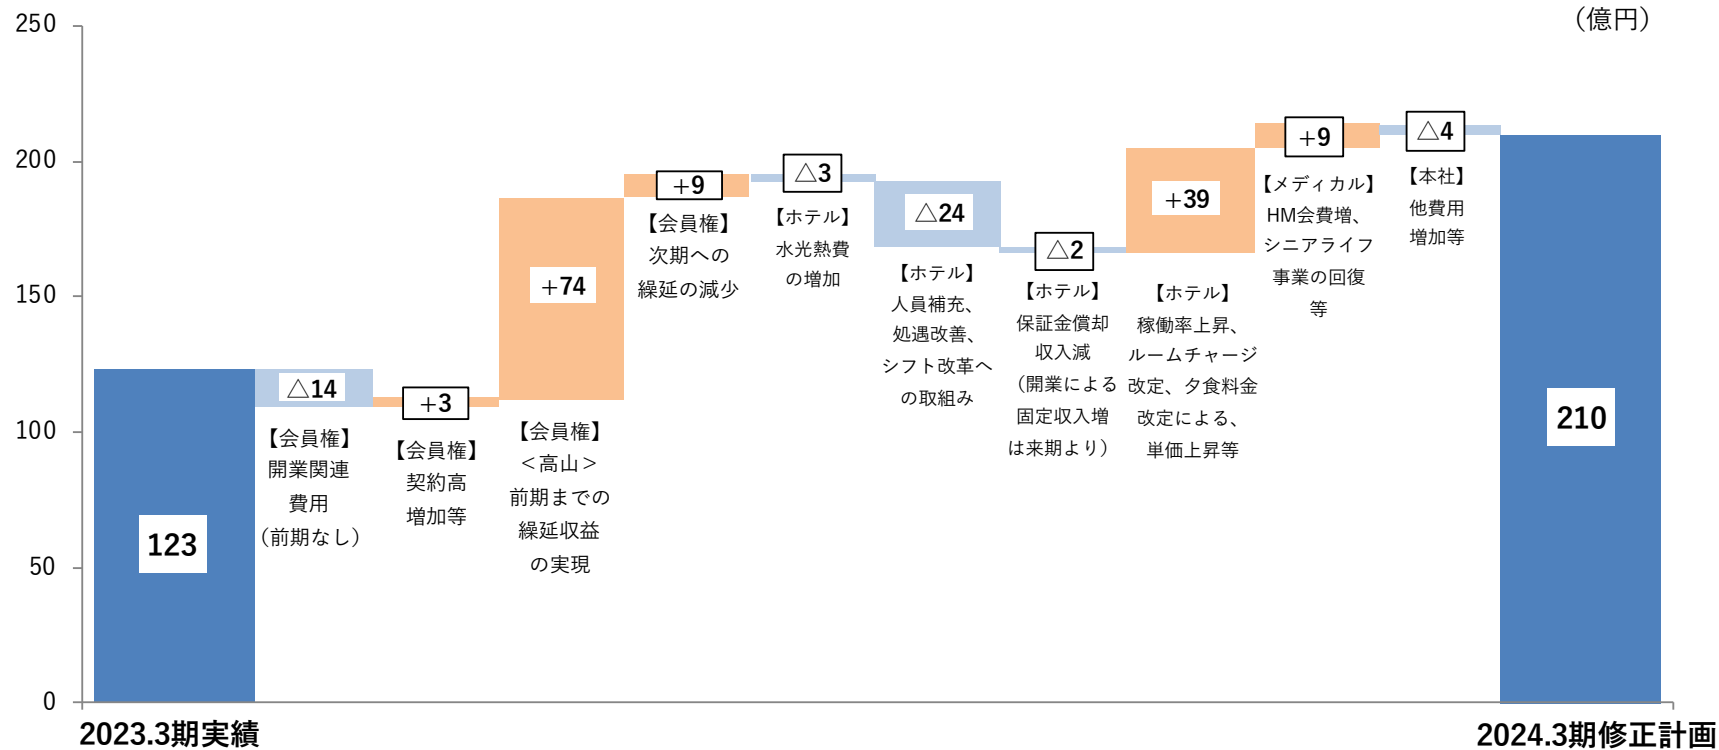 （億円）
250
200
150
100
50
0
123
△14
【会員権】
開業関連
費用
（前期なし）
+3
【会員権】
契約高
増加等
+74
【会員権】
＜高山＞
前期までの
繰延収益
の実現
+9
【会員権】
次期への
繰延の減少
△3
【ホテル】
水光熱費
の増加
△24
【ホテル】
人員補充、
処遇改善、
シフト改革へ
の取組み
△2
【ホテル】
保証金償却
収入減
（開業による
固定収入増
は来期より）
+39
【ホテル】
稼働率上昇、
ルームチャージ
改定、夕食料金
改定による、
単価上昇等
+9
【メディカル】
HM会費増、
シニアライフ
事業の回復
等
△4
【本社】
他費用
増加等
210
2023.3期実績
2024.3期修正計画